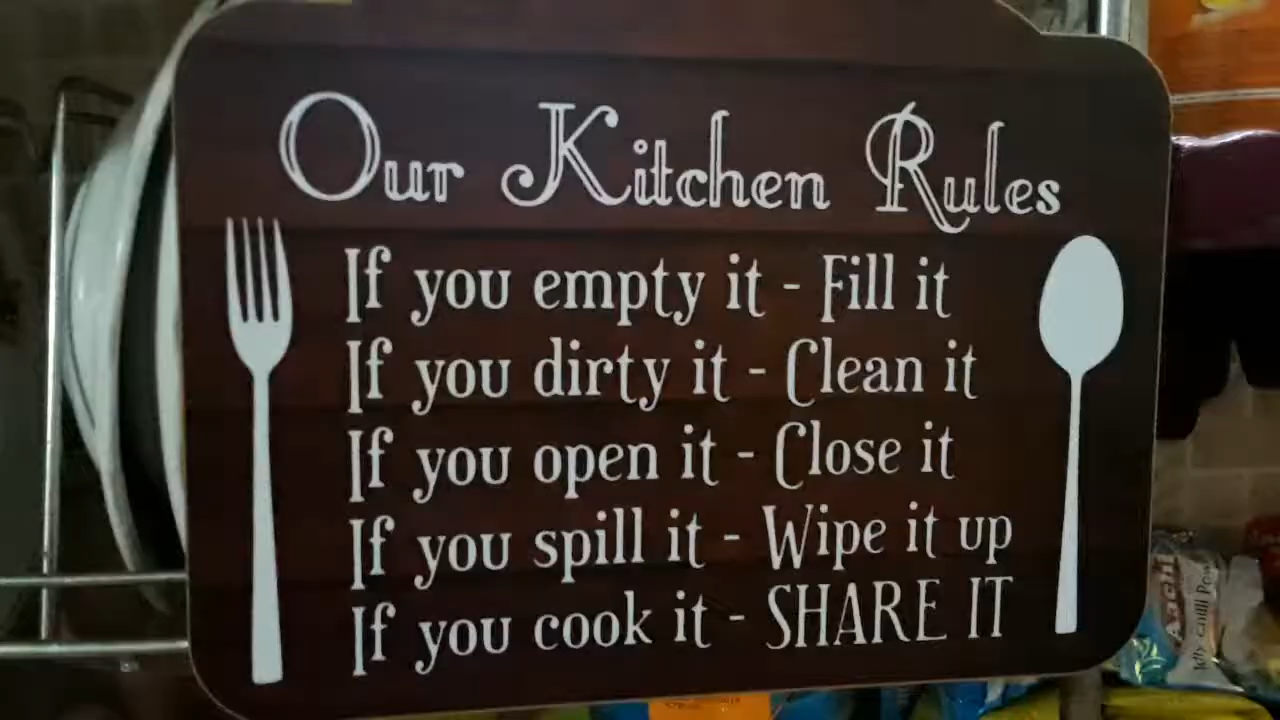 Our Kitchen Rules
If you empty it - Fill it
If you dirty it - Clean it
If you open it - Close it
If you spill it - Wipe it up
If you cook it - SHARE IT
Aachi